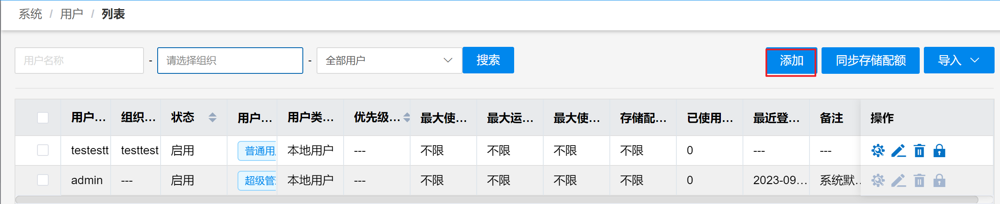 系统 / 用户 / 列表
用户名称 - 请选择组织 - 全部用户 搜索 添加 同步存储配额 导入
用户... 组织... 状态 用户... 用户类... 优先级... 最大使... 最大运... 最大使... 存储配... 已使用... 最近登... 备注 操作
testestt testtest 启用 普通用 本地用户 --- 不限 不限 不限 不限 0 --- ---
admin --- 启用 超级管 本地用户 --- 不限 不限 不限 不限 0 2023-09... 系统默...